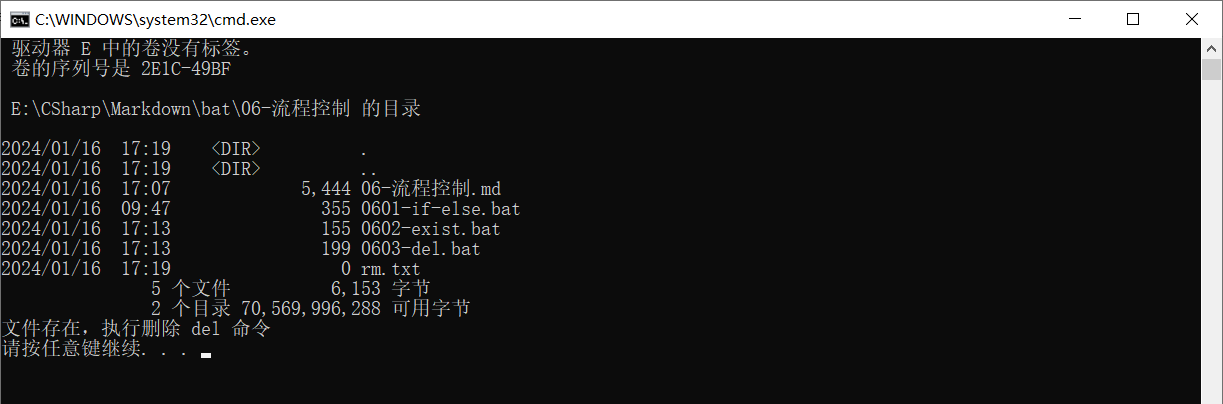 C:\WINDOWS\system32\cmd.exe
驱动器 E 中的卷没有标签。
卷的序列号是 2E1C-49BF
E:\CSharp\Markdown\bat\06-流程控制 的目录
2024/01/16  17:19    <DIR>          .
2024/01/16  17:19    <DIR>          ..
2024/01/16  17:07             5,444 06-流程控制.md
2024/01/16  09:47               355 0601-if-else.bat
2024/01/16  17:13               155 0602-exist.bat
2024/01/16  17:13               199 0603-del.bat
2024/01/16  17:19                 0 rm.txt
5 个文件          6,153 字节
2 个目录 70,569,996,288 可用字节
文件存在，执行删除 del 命令
请按任意键继续. . .